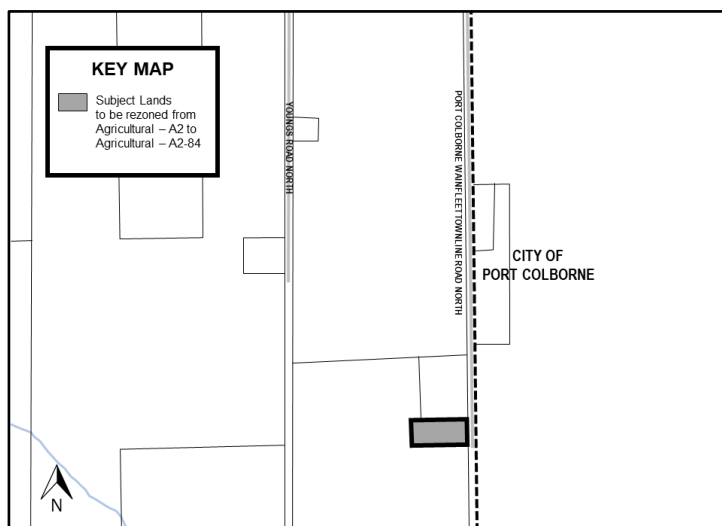 KEY MAP
Subject Lands
to be rezoned from
Agricultural – A2 to
Agricultural – A2-84
YOUNGS ROAD NORTH
PORT COLBORNE WAINFLEET TOWNLINE ROAD NORTH
CITY OF
PORT COLBORNE
N